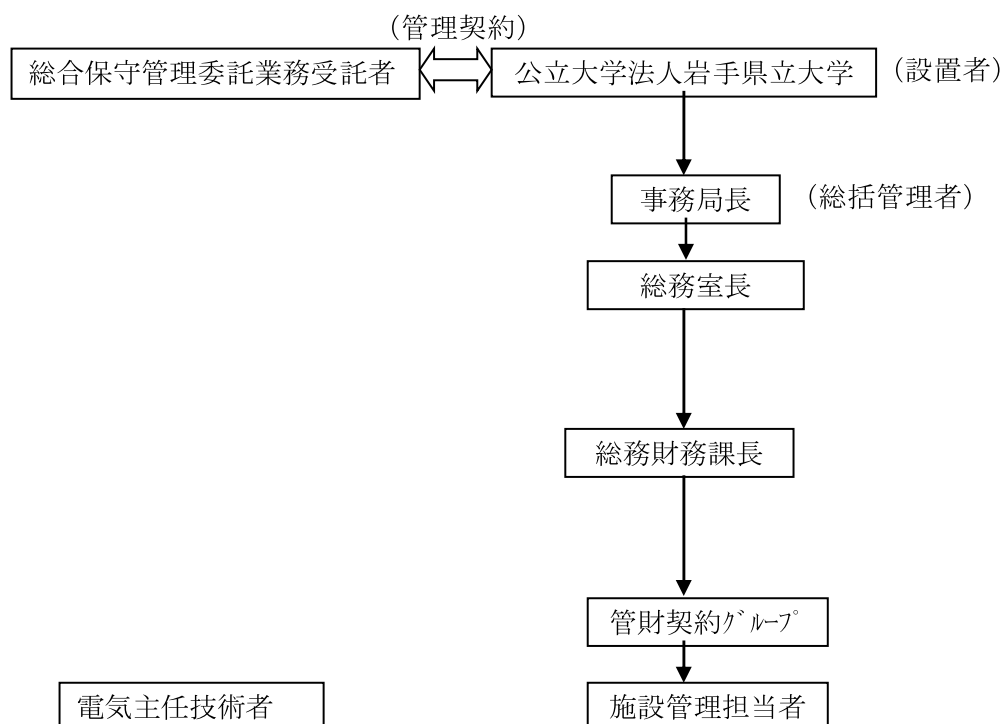 （管理契約）
総合保守管理委託業務受託者
公立大学法人岩手県立大学
（設置者）
事務局長
（総括管理者）
総務室長
総務財務課長
管財契約ｸﾞﾙｰﾌﾟ
電気主任技術者
施設管理担当者